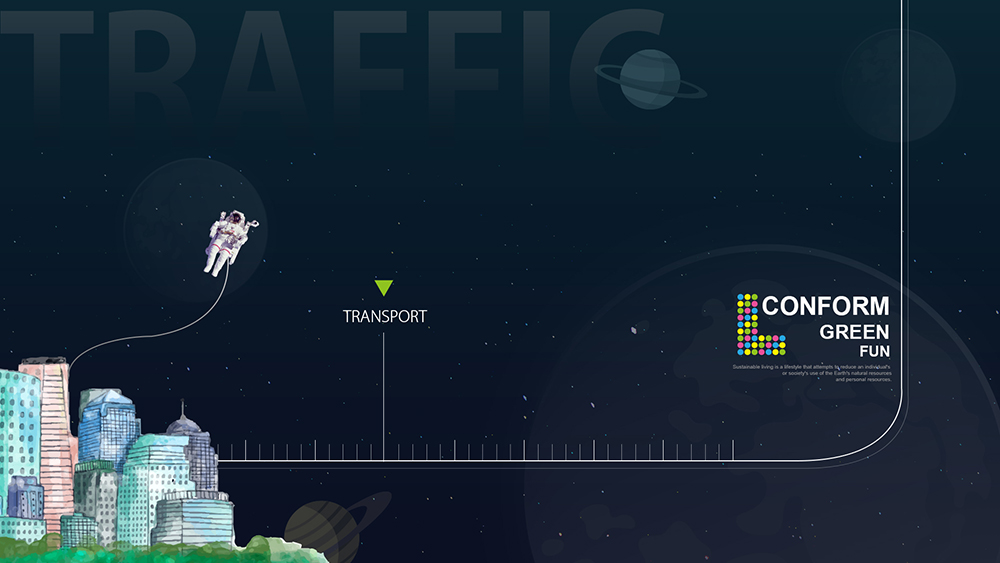 TRAFFIC
TRANSPORT
CONFORM
GREEN
FUN
Sustainable living is a lifestyle that attempts to reduce an individual's
or society's use of the Earth's natural resources
and personal resources.